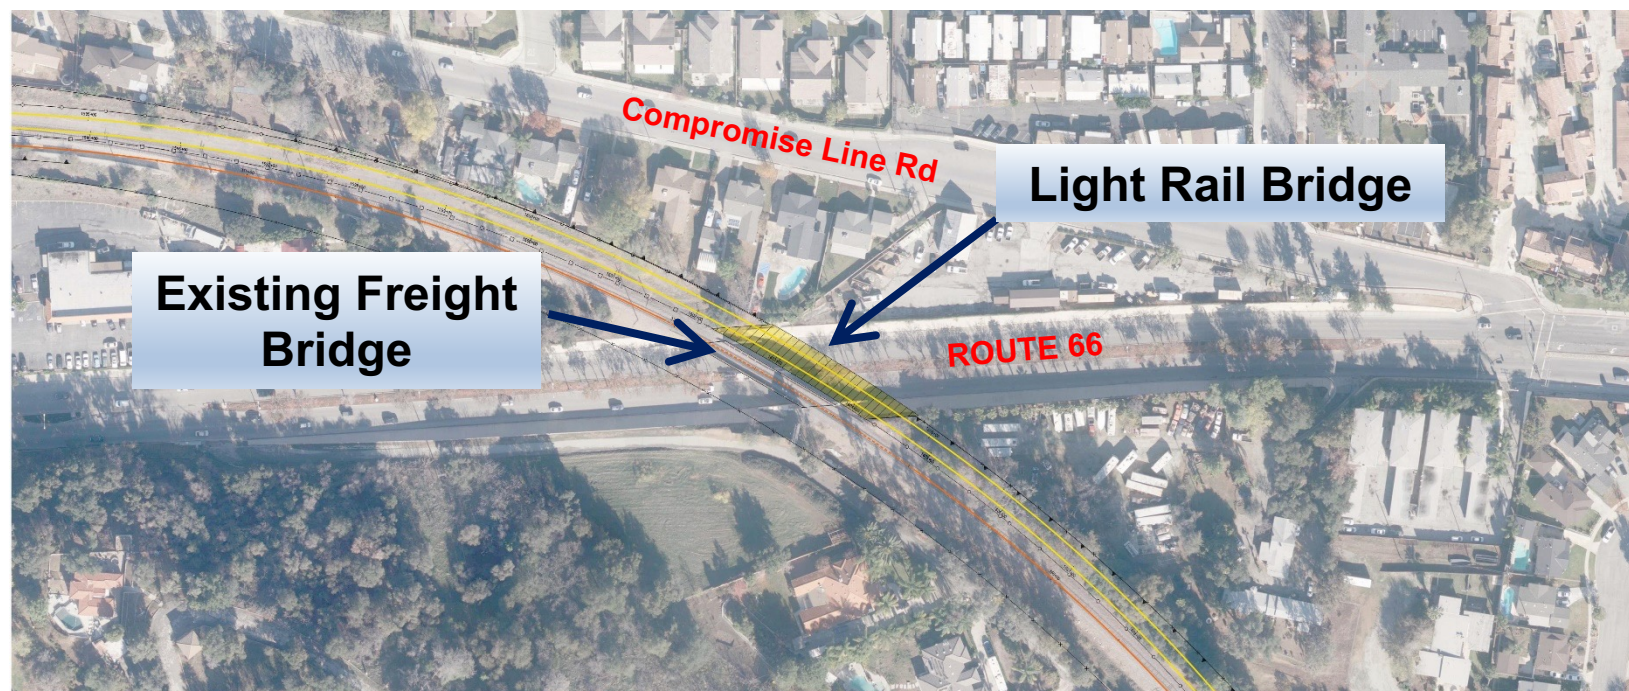 Compromise Line Rd
Light Rail Bridge
Existing Freight
Bridge
ROUTE 66